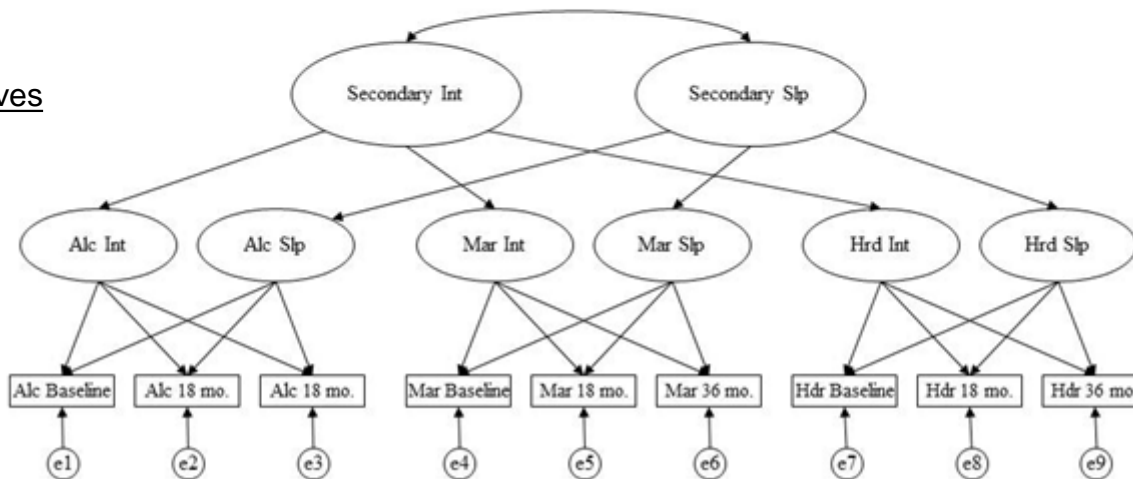 Secondary Int Secondary Slp
ves
Alc Int Alc Slp Mar Int Mar Slp Hrd Int Hrd Slp
Alc Baseline Alc 18 mo. Alc 18 mo. Mar Baseline Mar 18 mo. Mar 36 mo. Hdr Baseline Hdr 18 mo. Hdr 36 mo.
e1 e2 e3 e4 e5 e6 e7 e8 e9